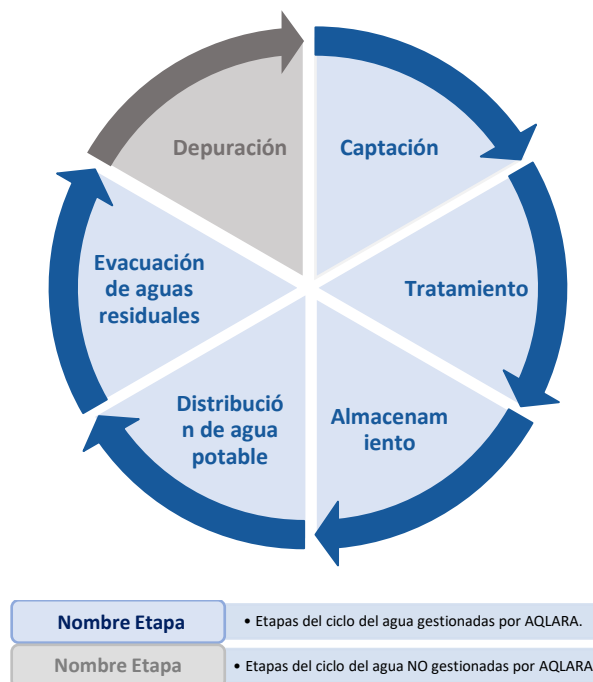 Depuración
Captación
Tratamiento
Almacenam
iento
Distribució
n de agua
potable
Evacuación
de aguas
residuales
Nombre Etapa
• Etapas del ciclo del agua gestionadas por AQLARA.
Nombre Etapa
• Etapas del ciclo del agua NO gestionadas por AQLARA